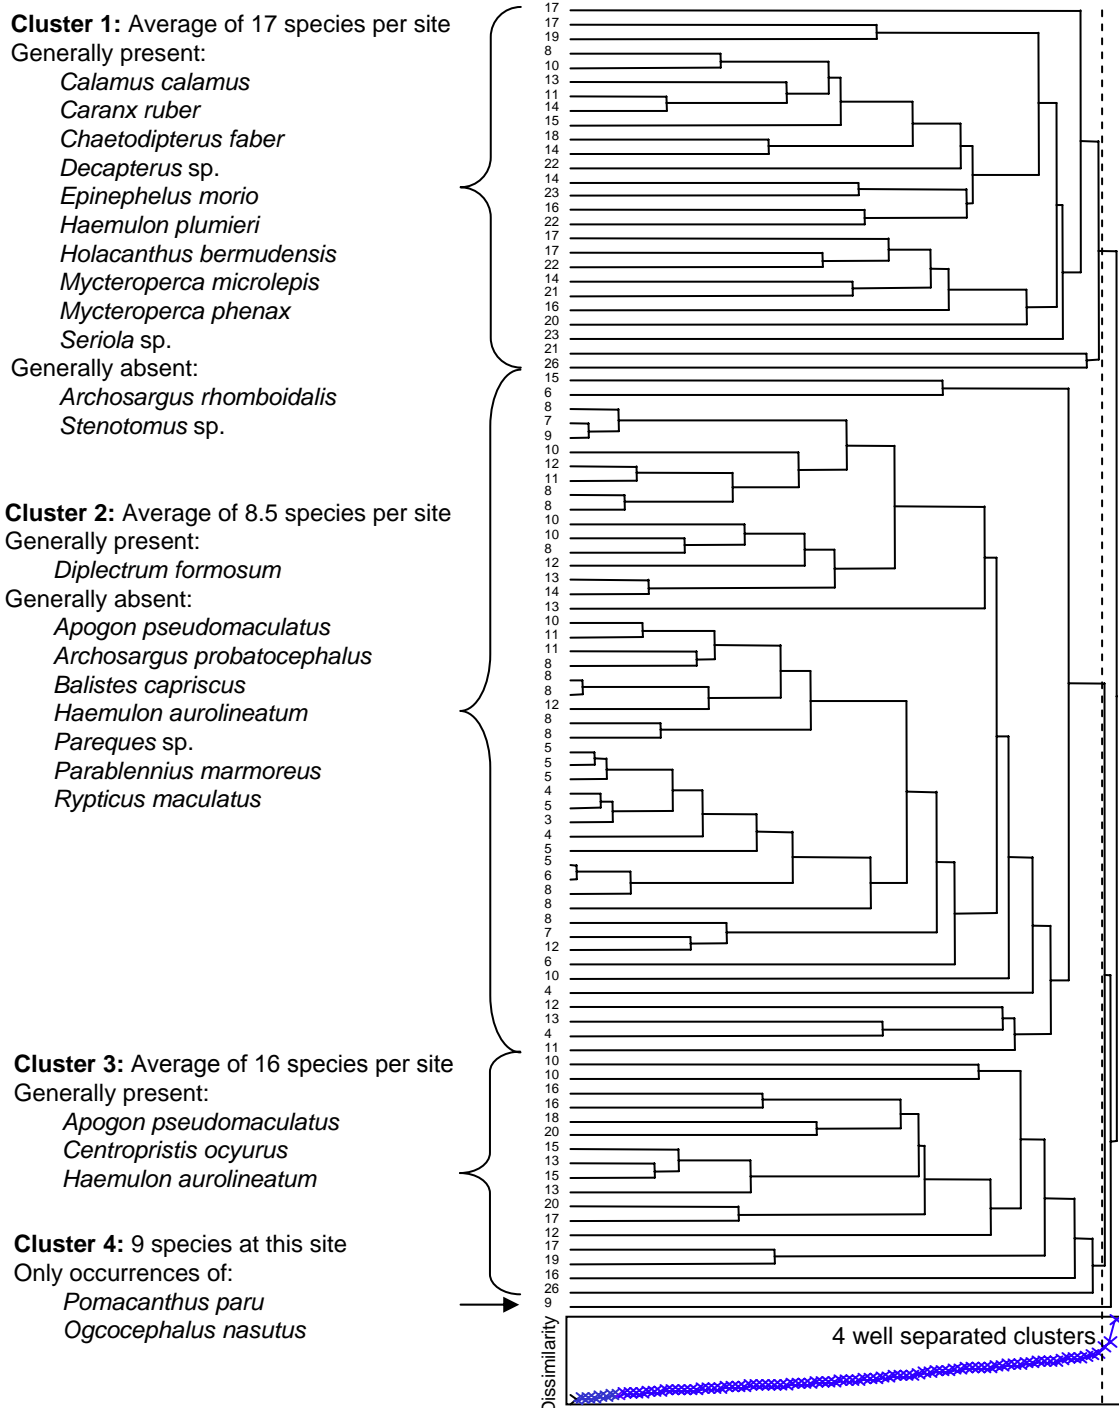 Cluster 1: Average of 17 species per site
Generally present:
Calamus calamus
Caranx ruber
Chaetodipterus faber
Decapterus sp.
Epinephelus morio
Haemulon plumieri
Holacanthus bermudensis
Mycteroperca microlepis
Mycteroperca phenax
Seriola sp.
Generally absent:
Archosargus rhomboidalis
Stenotomus sp.
Cluster 2: Average of 8.5 species per site
Generally present:
Diplectrum formosum
Generally absent:
Apogon pseudomaculatus
Archosargus probatocephalus
Balistes capriscus
Haemulon aurolineatum
Pareques sp.
Parablennius marmoreus
Rypticus maculatus
Cluster 3: Average of 16 species per site
Generally present:
Apogon pseudomaculatus
Centropristis ocyurus
Haemulon aurolineatum
Cluster 4: 9 species at this site
Only occurrences of:
Pomacanthus paru
Ogcocephalus nasutus
17
17
19
8
10
13
11
14
15
18
14
22
14
23
16
22
17
17
22
14
21
16
20
23
21
26
15
6
8
7
9
10
12
11
8
8
10
10
8
12
13
14
13
10
11
11
8
8
8
12
8
8
5
5
5
4
5
3
4
5
5
6
8
8
8
7
12
6
10
4
12
13
4
11
10
10
16
16
18
20
15
13
15
13
20
17
12
17
19
16
26
9
Dissimilarity
4 well separated clusters